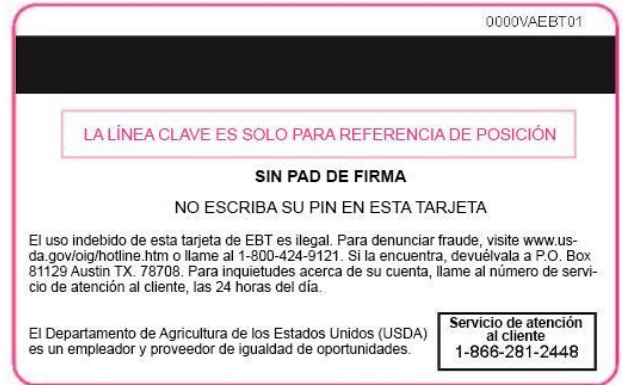 0000VAEBT01
LA LÍNEA CLAVE ES SOLO PARA REFERENCIA DE POSICIÓN
SIN PAD DE FIRMA
NO ESCRIBA SU PIN EN ESTA TARJETA
El uso indebido de esta tarjeta de EBT es ilegal. Para denunciar fraude, visite www.us-
da.gov/oig/hotline.htm o llame al 1-800-424-9121. Si la encuentra, devuélvala a P.O. Box
81129 Austin TX. 78708. Para inquietudes acerca de su cuenta, llame al número de servi-
cio de atención al cliente, las 24 horas del día.
El Departamento de Agricultura de los Estados Unidos (USDA)
es un empleador y proveedor de igualdad de oportunidades.
Servicio de atención
al cliente
1-866-281-2448